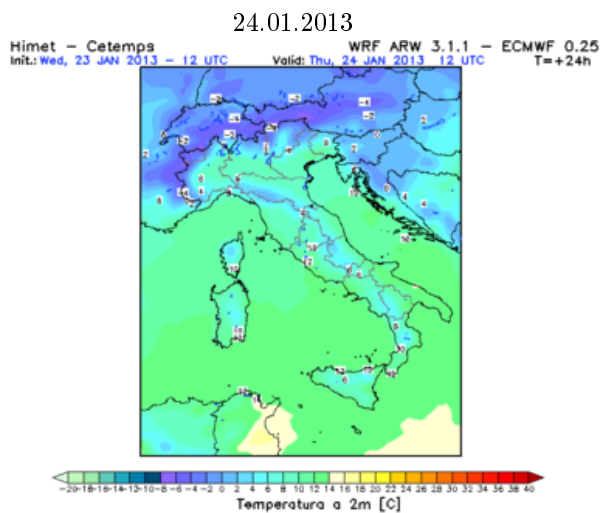 24.01.2013
Himet - Cetemps WRF ARW 3.1.1 - ECMWF 0.25
Init.: Wed, 23 JAN 2013 - 12 UTC Valid: Thu, 24 JAN 2013 12 UTC T=+24h
-20 -18 -16 -14 -12 -10 -8 -6 -4 -2 0 2 4 6 8 10 12 14 16 18 20 22 24 26 28 30 32 34 36 38 40
Temperatura a 2m [C]